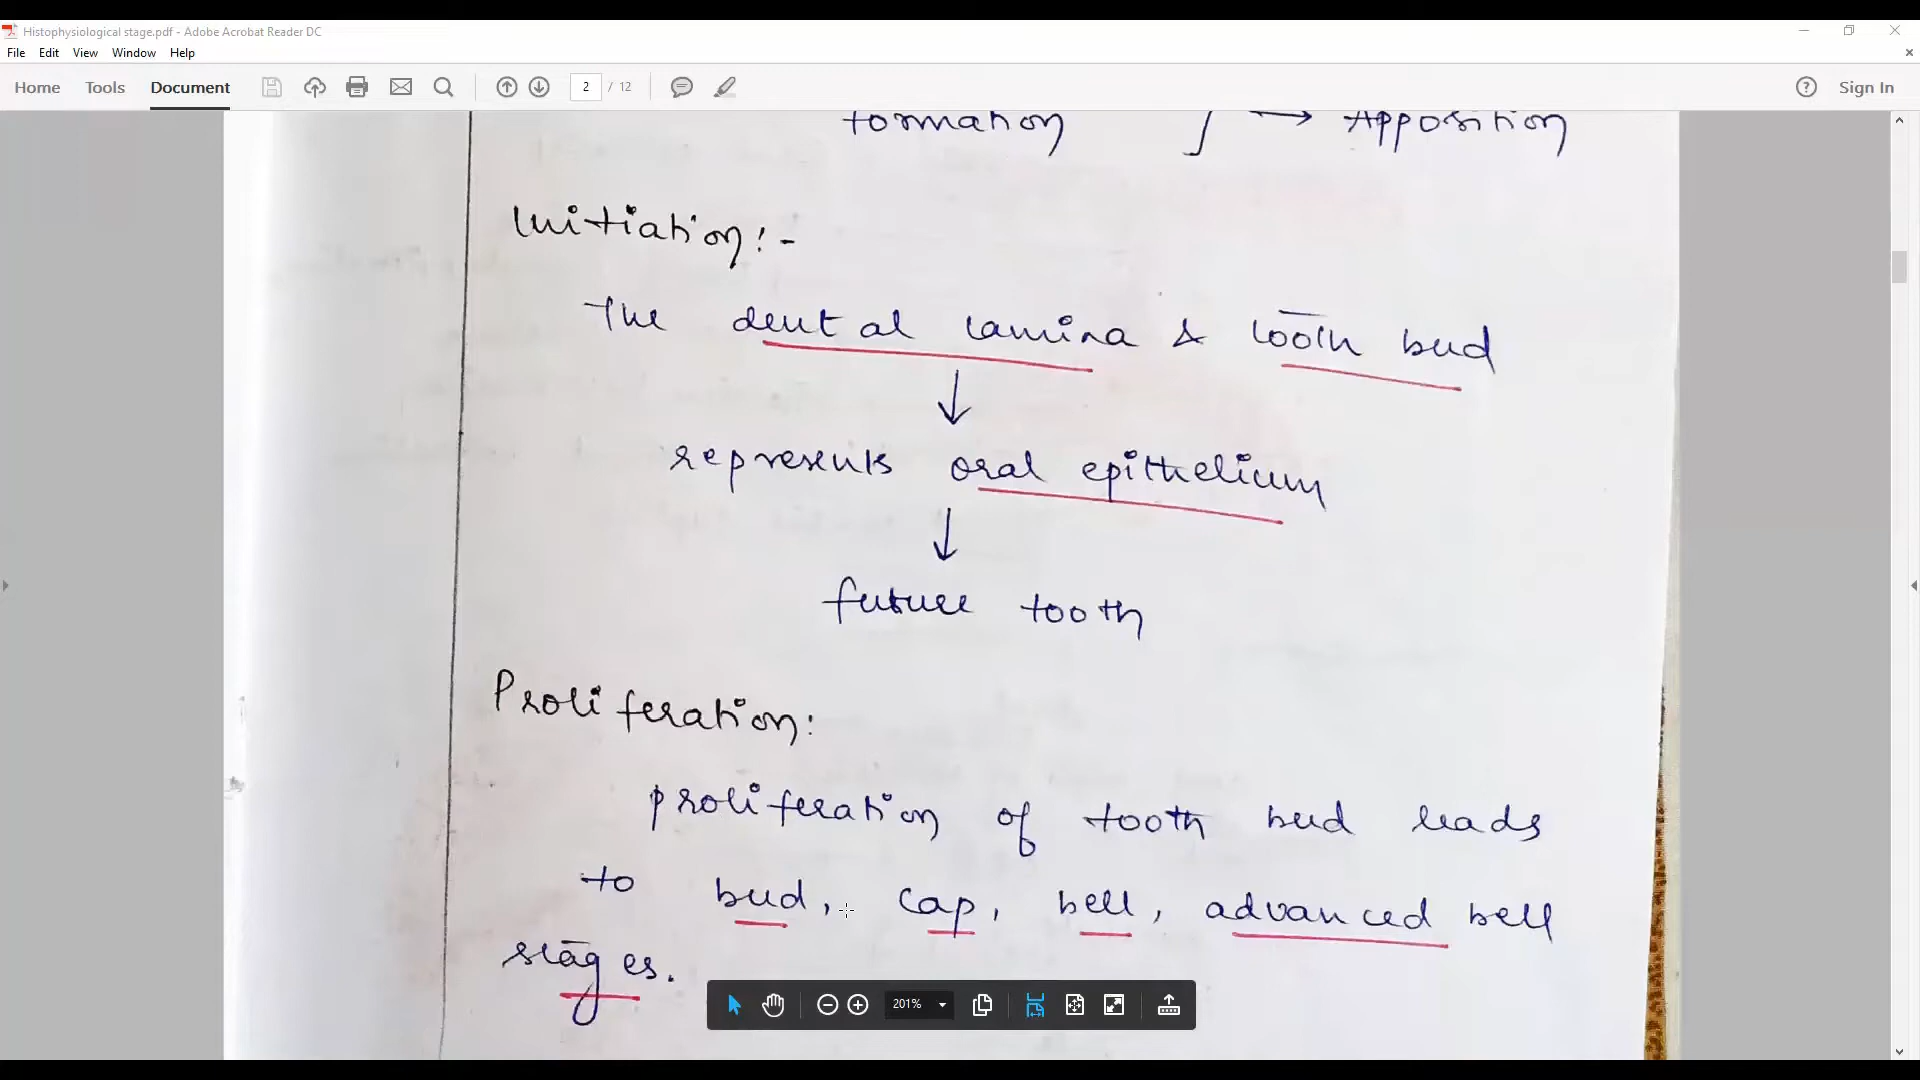 Histophysiological stage.pdf - Adobe Acrobat Reader DC
File Edit View Window Help
Home Tools Document 2 / 12 Sign In
formation } → Apposition
Initiation:-
The dental lamina & tooth bud
↓
represents oral epithelium
↓
future tooth
Proliferation:
proliferation of tooth bud leads
to bud, cap, bell, advanced bell
stages.
201%